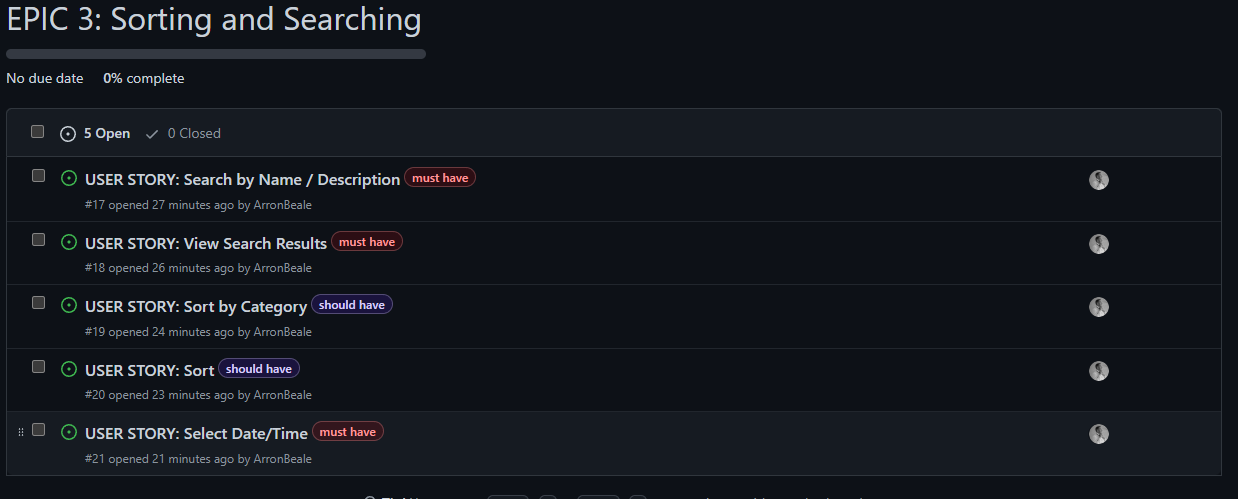 EPIC 3: Sorting and Searching
No due date 0% complete
5 Open 0 Closed
USER STORY: Search by Name / Description must have
#17 opened 27 minutes ago by ArronBeale
USER STORY: View Search Results must have
#18 opened 26 minutes ago by ArronBeale
USER STORY: Sort by Category should have
#19 opened 24 minutes ago by ArronBeale
USER STORY: Sort should have
#20 opened 23 minutes ago by ArronBeale
USER STORY: Select Date/Time must have
#21 opened 21 minutes ago by ArronBeale